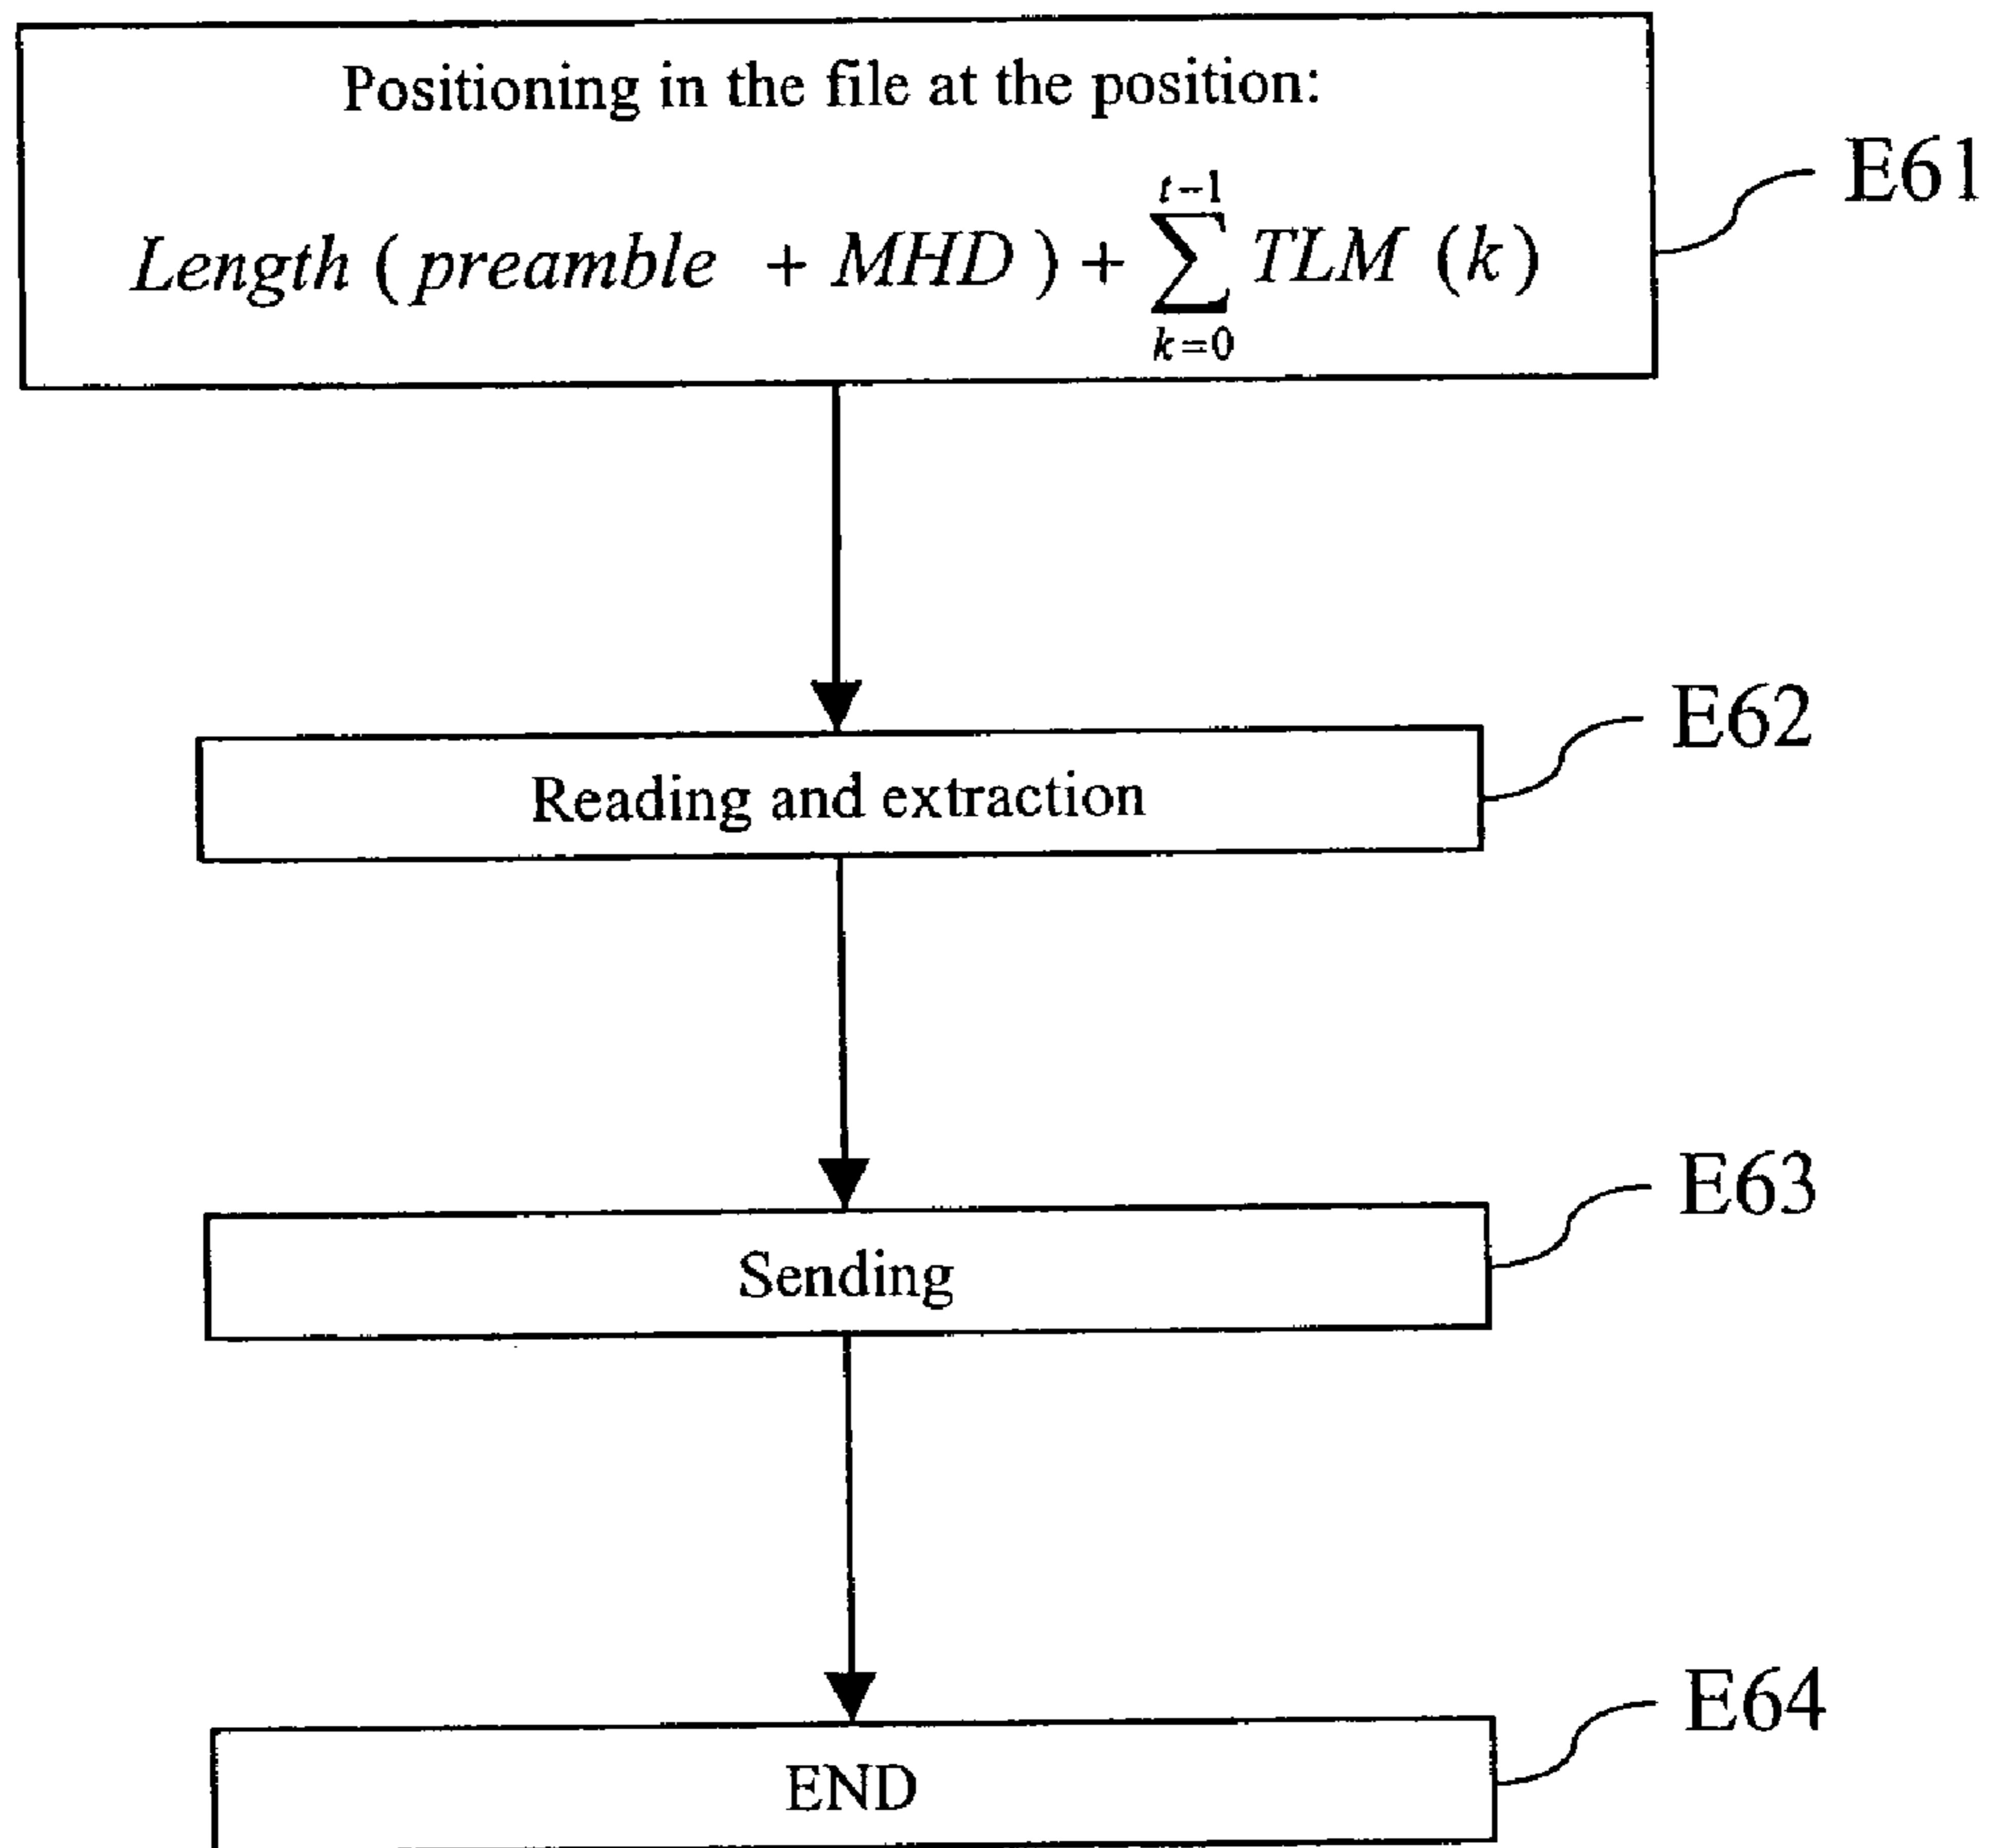 Positioning in the file at the position:
E61
t-1
Length ( preamble + MHD ) + ∑ TLM (k)
k=0
E62
Reading and extraction
E63
Sending
E64
END